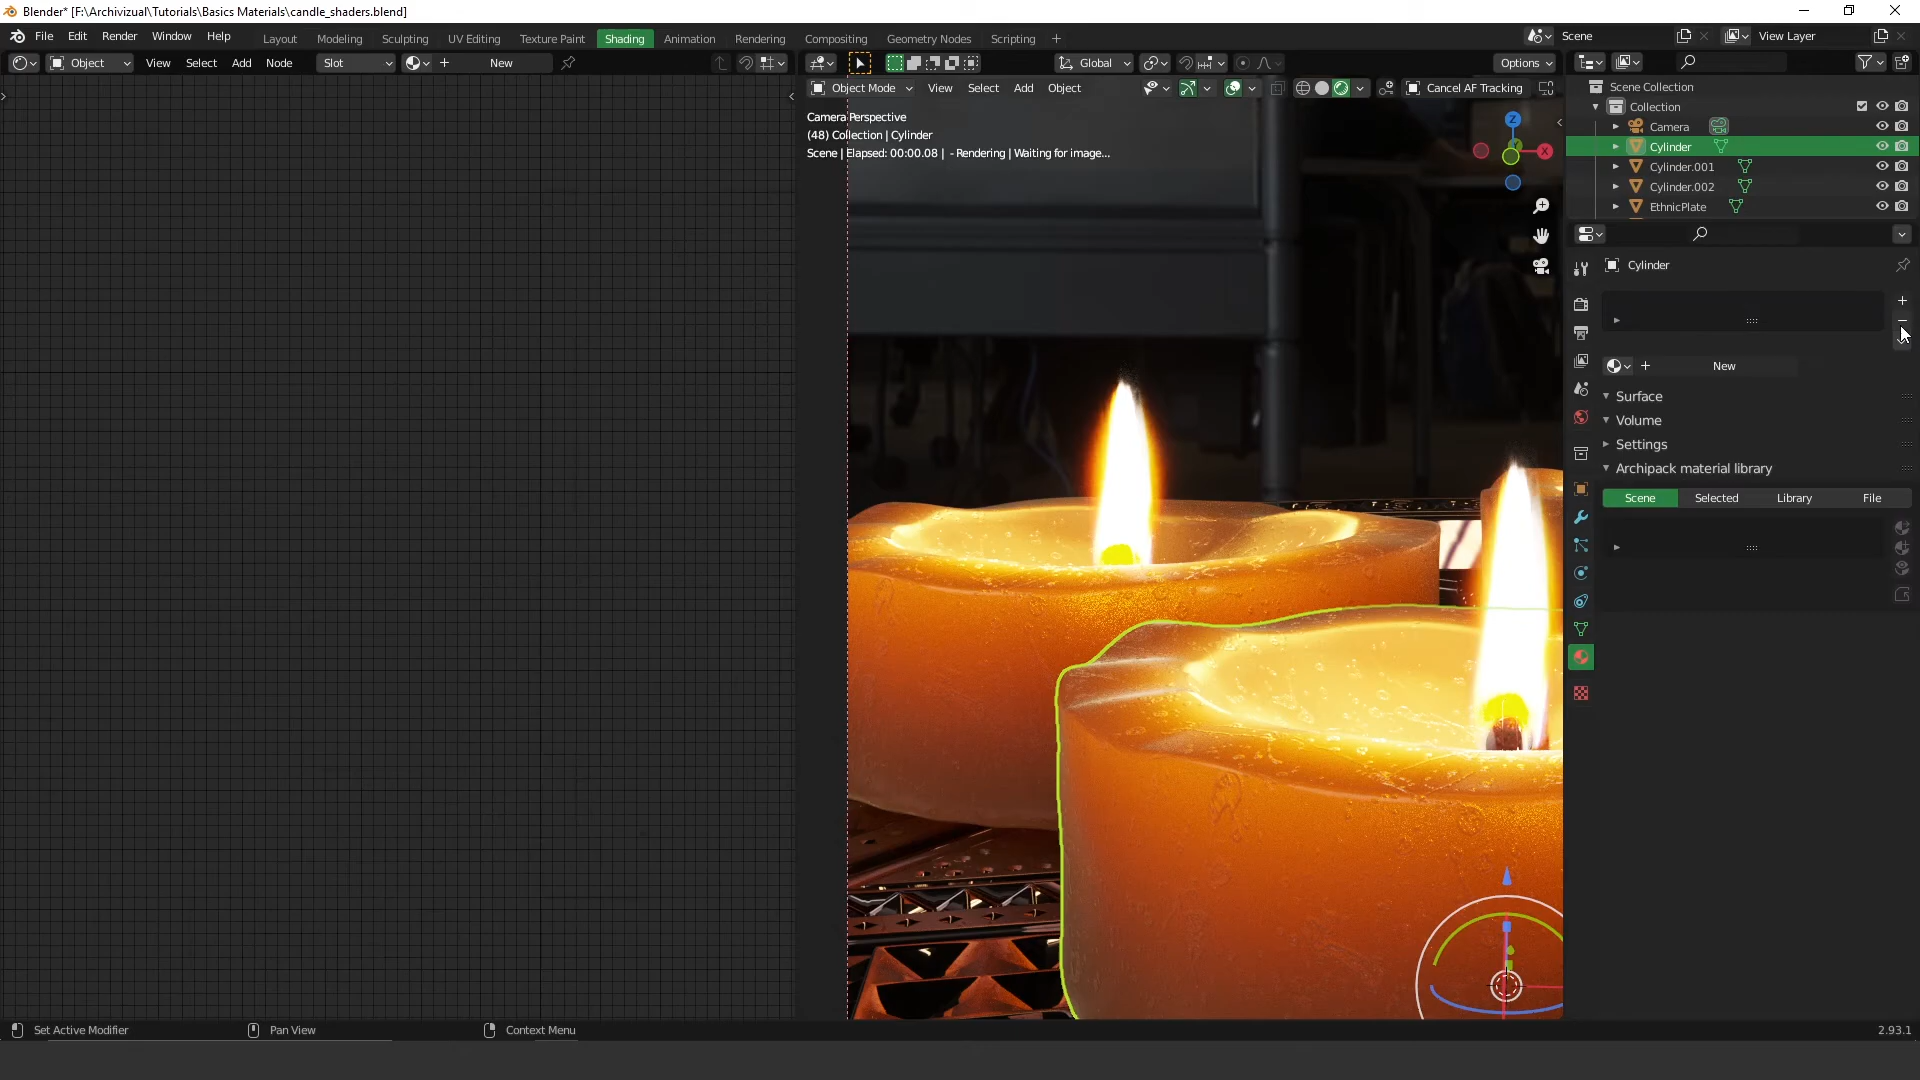 Blender* [F:\Archivizual\Tutorials\Basics Materials\candle_shaders.blend]
File Edit Render Window Help Layout Modeling Sculpting UV Editing Texture Paint Shading Animation Rendering Compositing Geometry Nodes Scripting + Scene View Layer
Object View Select Add Node Slot New Global Options
Object Mode View Select Add Object Cancel AF Tracking
Scene Collection
Collection
Camera
Cylinder
Cylinder.001
Cylinder.002
EthnicPlate
Camera Perspective
(48) Collection | Cylinder
Scene | Elapsed: 00:00.08 | - Rendering | Waiting for image...
Z
X
Cylinder
New
Surface
Volume
Settings
Archipack material library
Scene Selected Library File
Set Active Modifier Pan View Context Menu 2.93.1